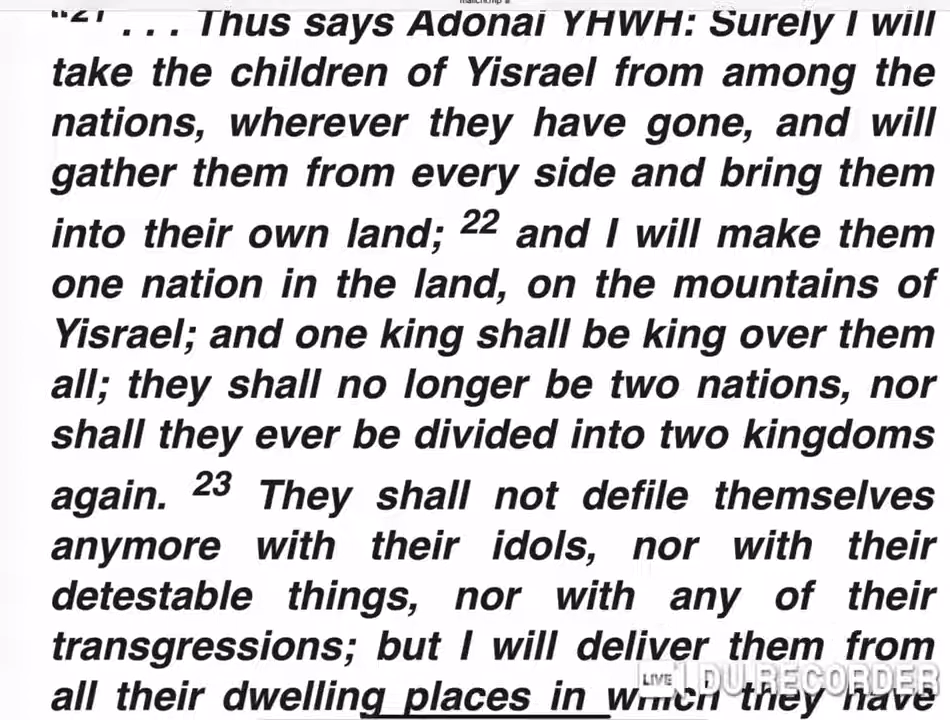 "21 . . . Thus says Adonai YHWH: Surely I will
take the children of Yisrael from among the
nations, wherever they have gone, and will
gather them from every side and bring them
into their own land; 22 and I will make them
one nation in the land, on the mountains of
Yisrael; and one king shall be king over them
all; they shall no longer be two nations, nor
shall they ever be divided into two kingdoms
again. 23 They shall not defile themselves
anymore with their idols, nor with their
detestable things, nor with any of their
transgressions; but I will deliver them from
all their dwelling places in which they have
LIVE DU RECORDER